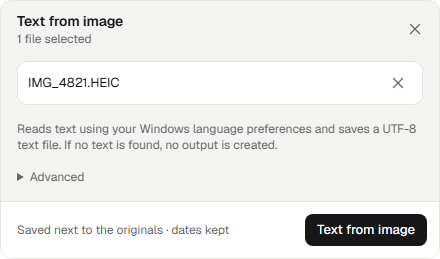 Text from image
1 file selected
IMG_4821.HEIC
Reads text using your Windows language preferences and saves a UTF-8
text file. If no text is found, no output is created.
Advanced
Saved next to the originals · dates kept
Text from image